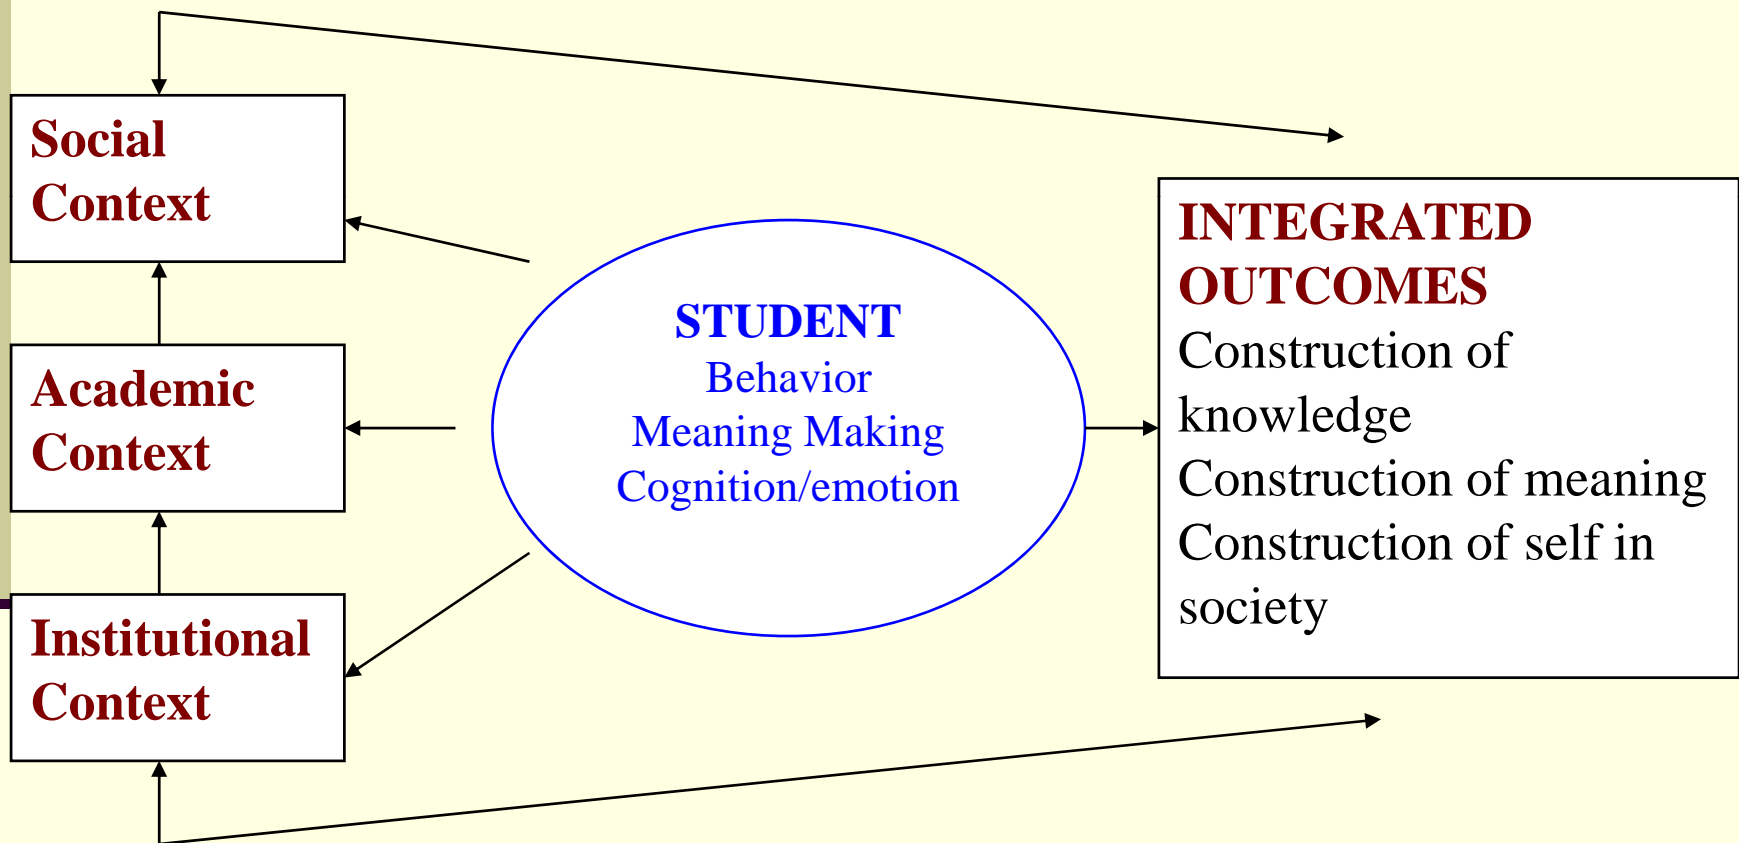 Social
Context
Academic
Context
Institutional
Context
STUDENT
Behavior
Meaning Making
Cognition/emotion
INTEGRATED
OUTCOMES
Construction of
knowledge
Construction of meaning
Construction of self in
society